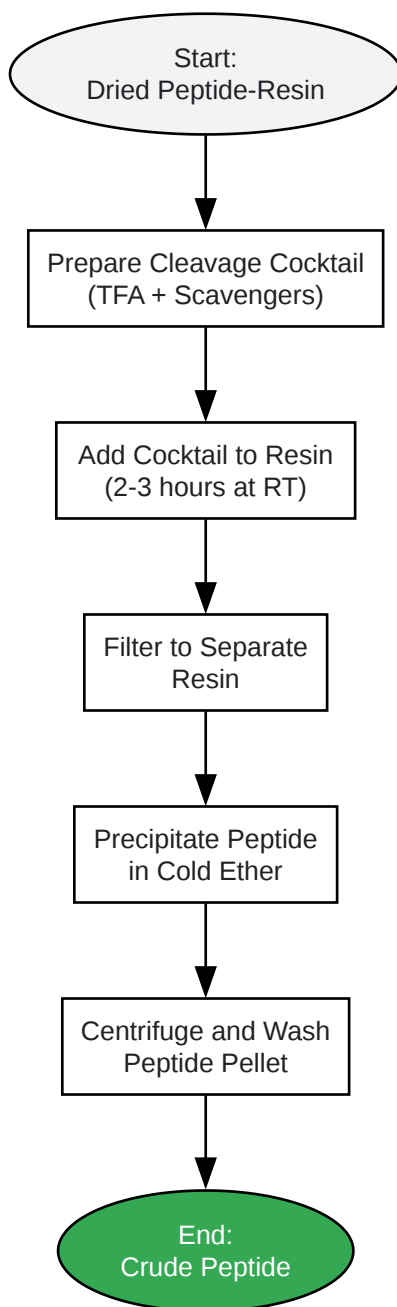 Start:
Dried Peptide-Resin
Prepare Cleavage Cocktail
(TFA + Scavengers)
Add Cocktail to Resin
(2-3 hours at RT)
Filter to Separate
Resin
Precipitate Peptide
in Cold Ether
Centrifuge and Wash
Peptide Pellet
End:
Crude Peptide